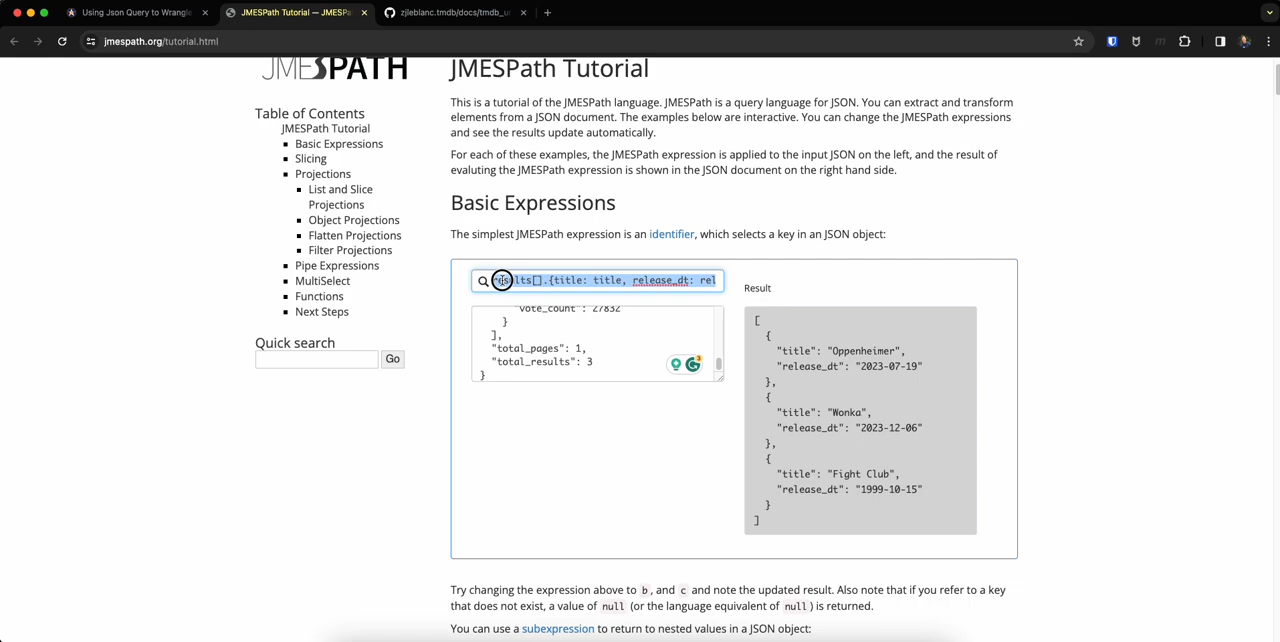 Using Json Query to Wrangle
JMESPath Tutorial — JMESPa
zjleblanc.tmdb/docs/tmdb_u
jmespath.org/tutorial.html
JMESPATH
Table of Contents
JMESPath Tutorial
Basic Expressions
Slicing
Projections
List and Slice
Projections
Object Projections
Flatten Projections
Filter Projections
Pipe Expressions
MultiSelect
Functions
Next Steps
Quick search
Go
JMESPath Tutorial
This is a tutorial of the JMESPath language. JMESPath is a query language for JSON. You can extract and transform
elements from a JSON document. The examples below are interactive. You can change the JMESPath expressions
and see the results update automatically.
For each of these examples, the JMESPath expression is applied to the input JSON on the left, and the result of
evaluting the JMESPath expression is shown in the JSON document on the right hand side.
Basic Expressions
The simplest JMESPath expression is an identifier, which selects a key in an JSON object:
results[].{title: title, release_dt: rel
"vote_count": 27832
}
],
"total_pages": 1,
"total_results": 3
}
Result
[
{
"title": "Oppenheimer",
"release_dt": "2023-07-19"
},
{
"title": "Wonka",
"release_dt": "2023-12-06"
},
{
"title": "Fight Club",
"release_dt": "1999-10-15"
}
]
Try changing the expression above to b, and c and note the updated result. Also note that if you refer to a key
that does not exist, a value of null (or the language equivalent of null) is returned.
You can use a subexpression to return to nested values in a JSON object: